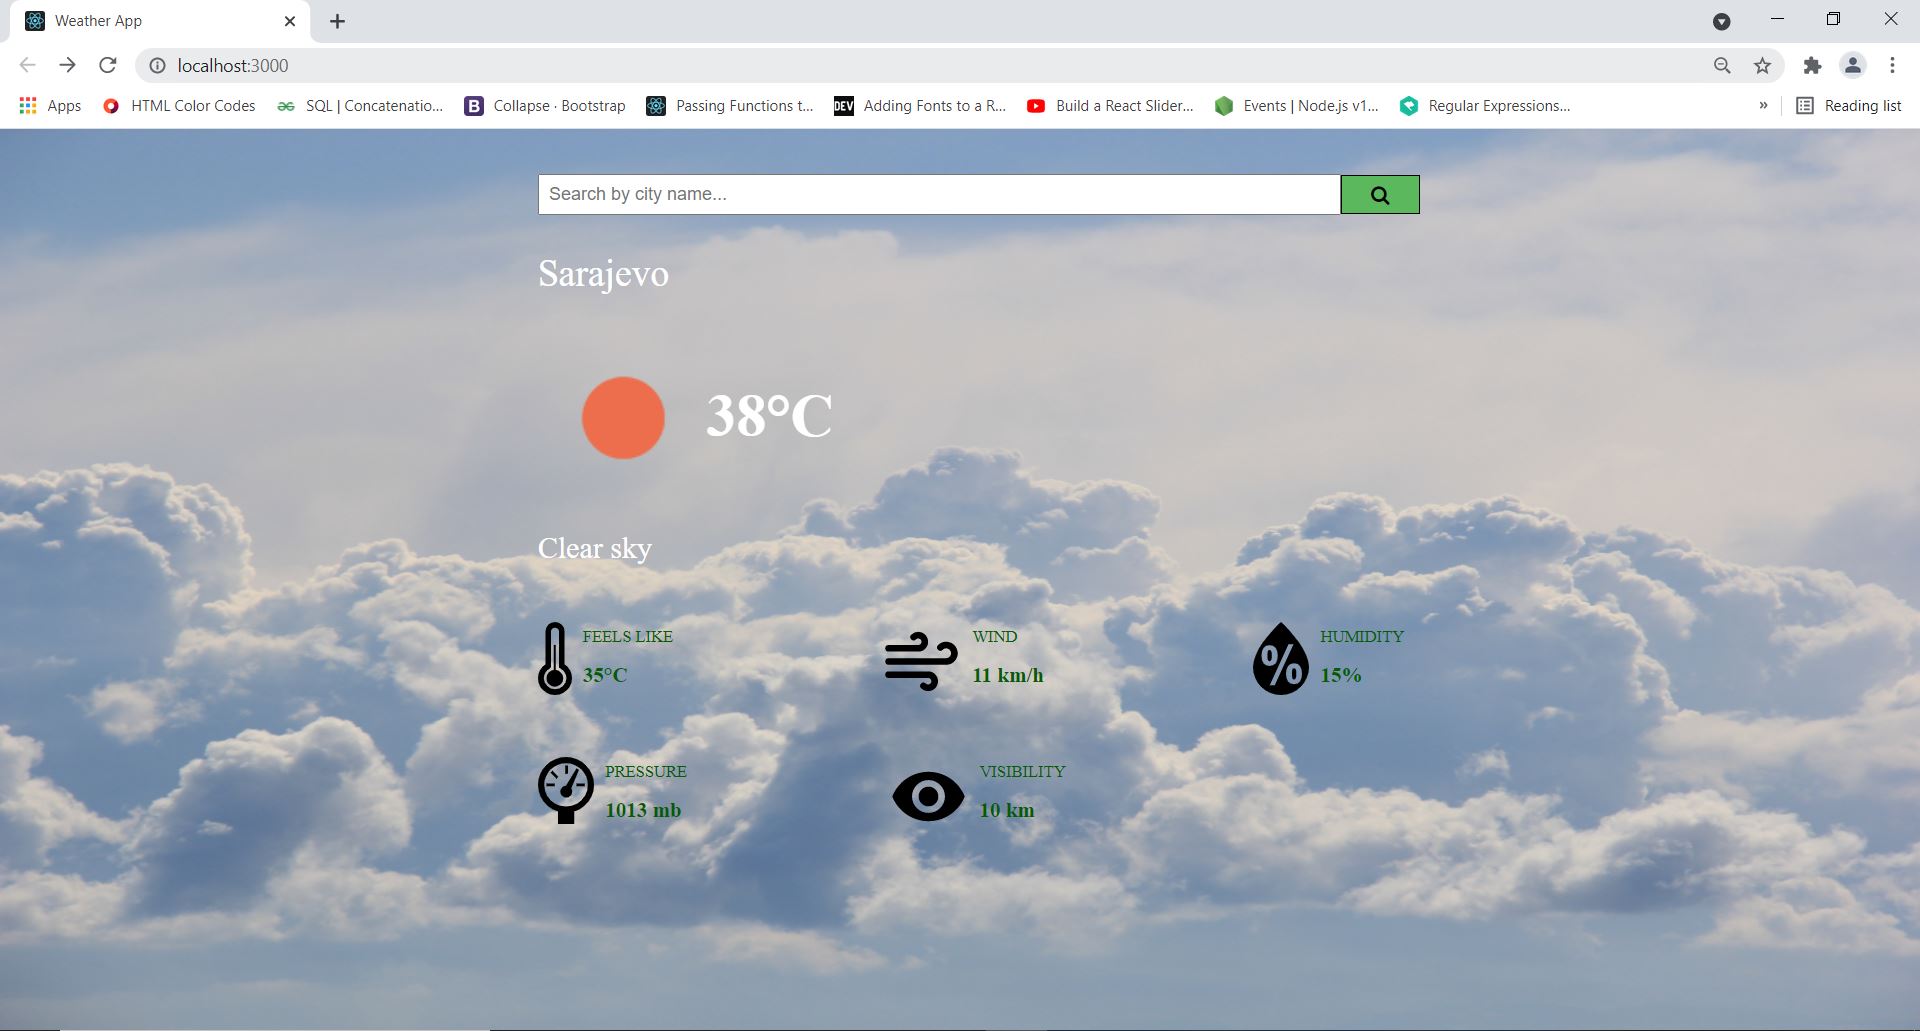 Weather App
localhost:3000
Apps HTML Color Codes SQL | Concatenatio... Collapse · Bootstrap Passing Functions t... DEV Adding Fonts to a R... Build a React Slider... Events | Node.js v1... Regular Expressions... » Reading list
Search by city name...
Sarajevo
38°C
Clear sky
FEELS LIKE WIND HUMIDITY
35°C 11 km/h % 15%
PRESSURE VISIBILITY
1013 mb 10 km